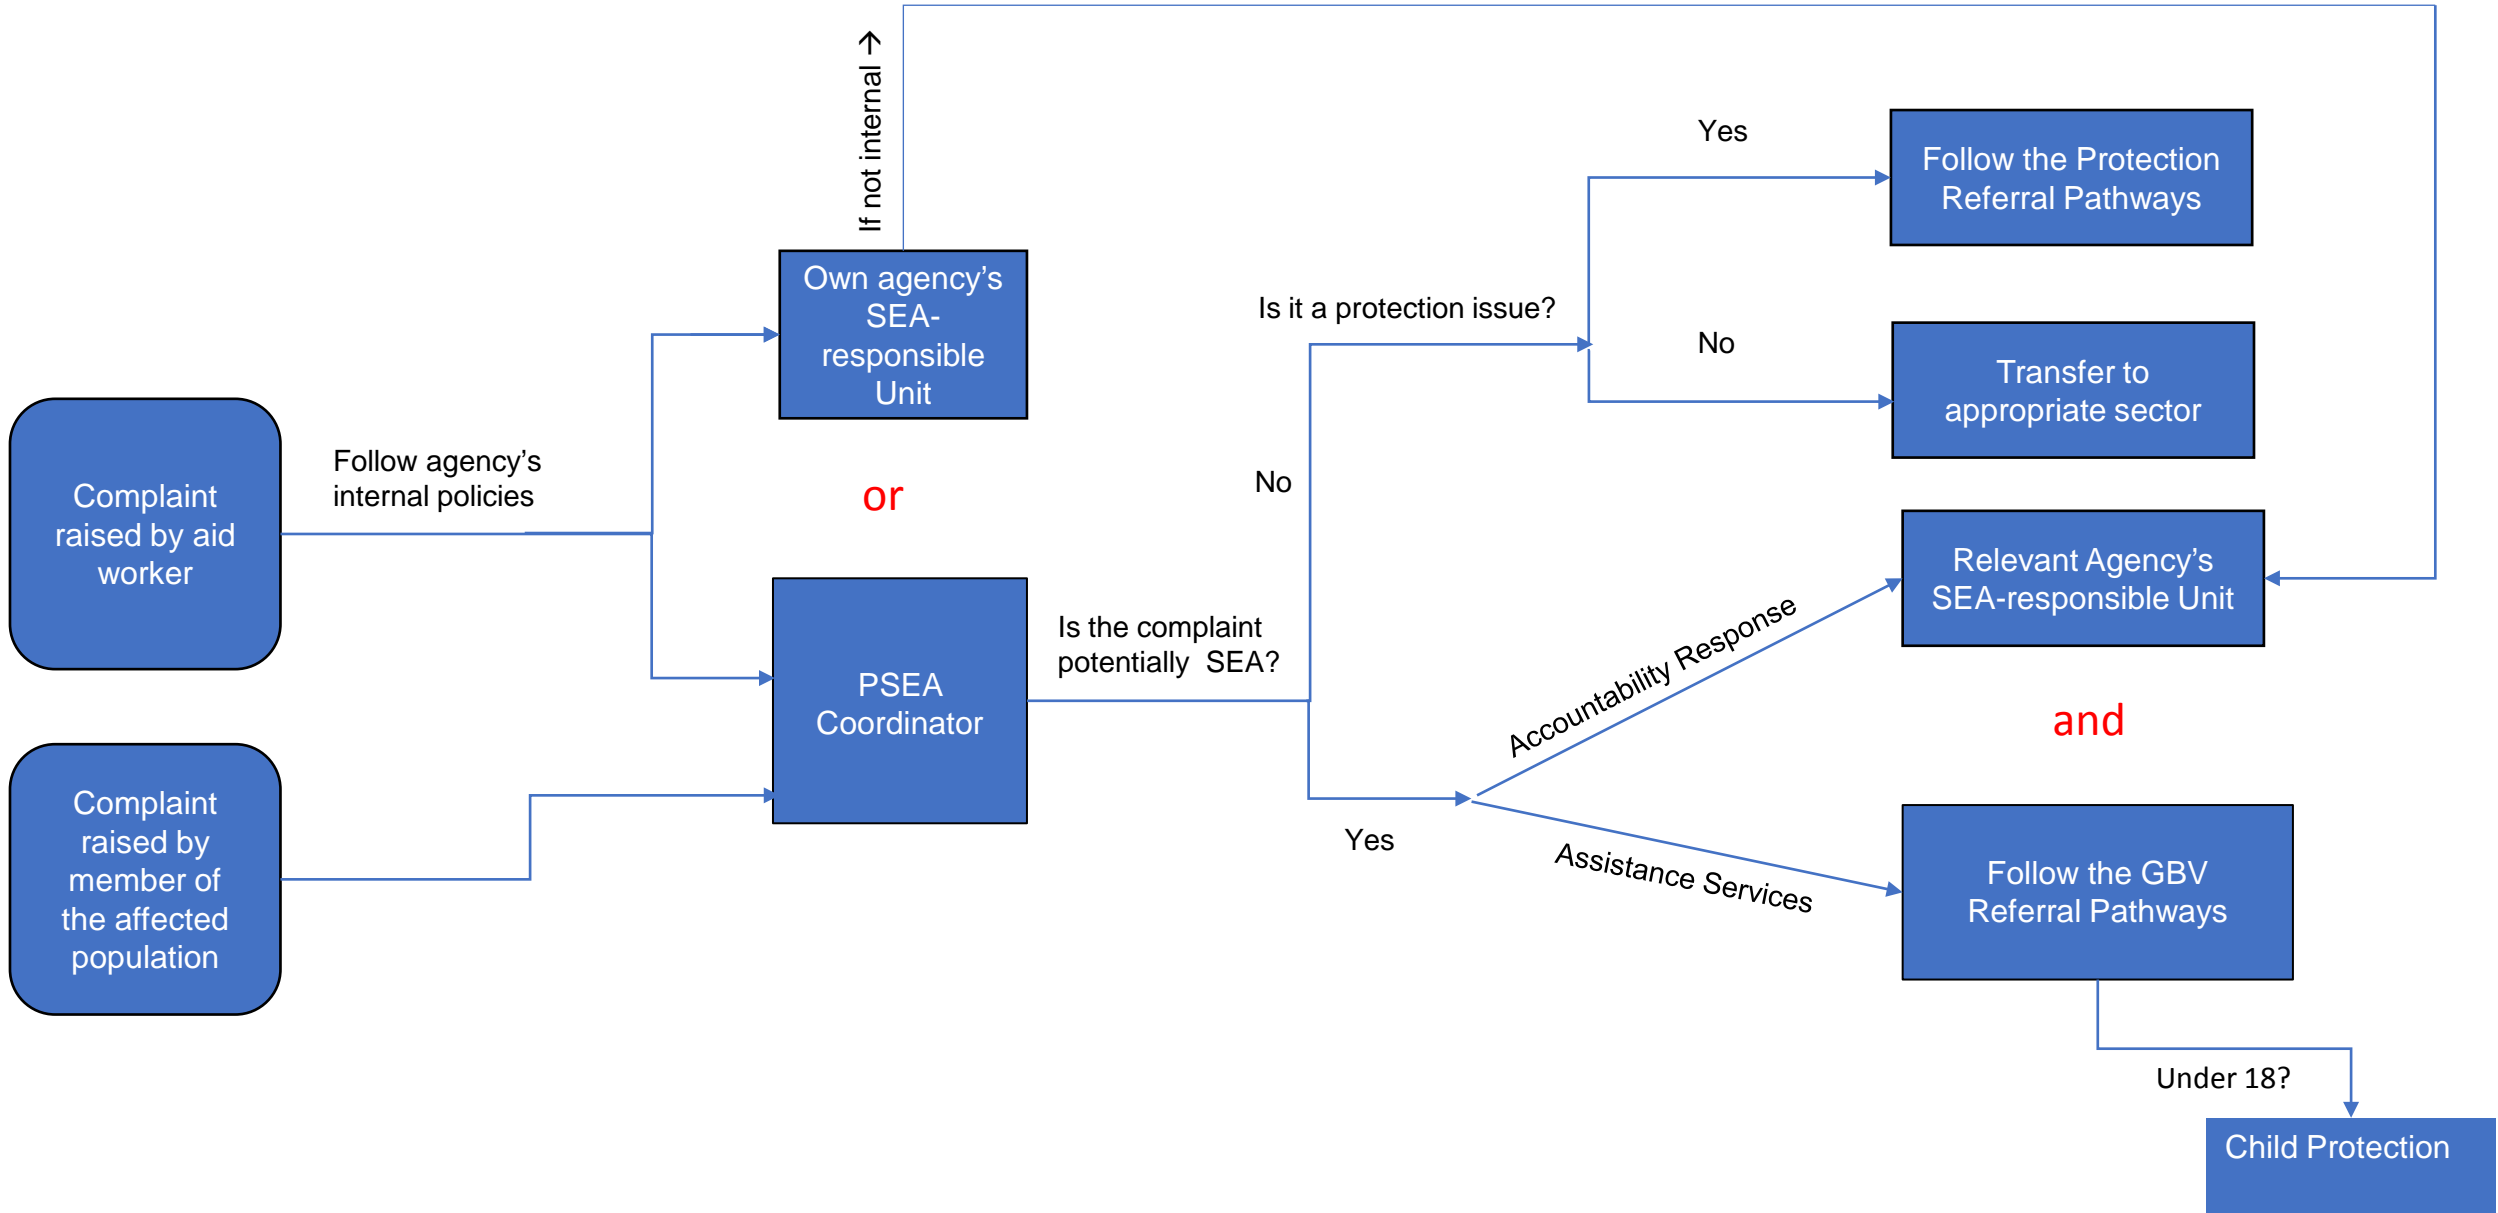 If not internal →
Yes
Follow the Protection
Referral Pathways
Own agency’s
SEA-
responsible
Unit
Is it a protection issue?
No
Transfer to
appropriate sector
Complaint
raised by aid
worker
Follow agency’s
internal policies
or
No
Relevant Agency’s
SEA-responsible Unit
Is the complaint
potentially  SEA?
PSEA
Coordinator
Accountability Response
and
Complaint
raised by
member of
the affected
population
Yes
Assistance Services
Follow the GBV
Referral Pathways
Under 18?
Child Protection